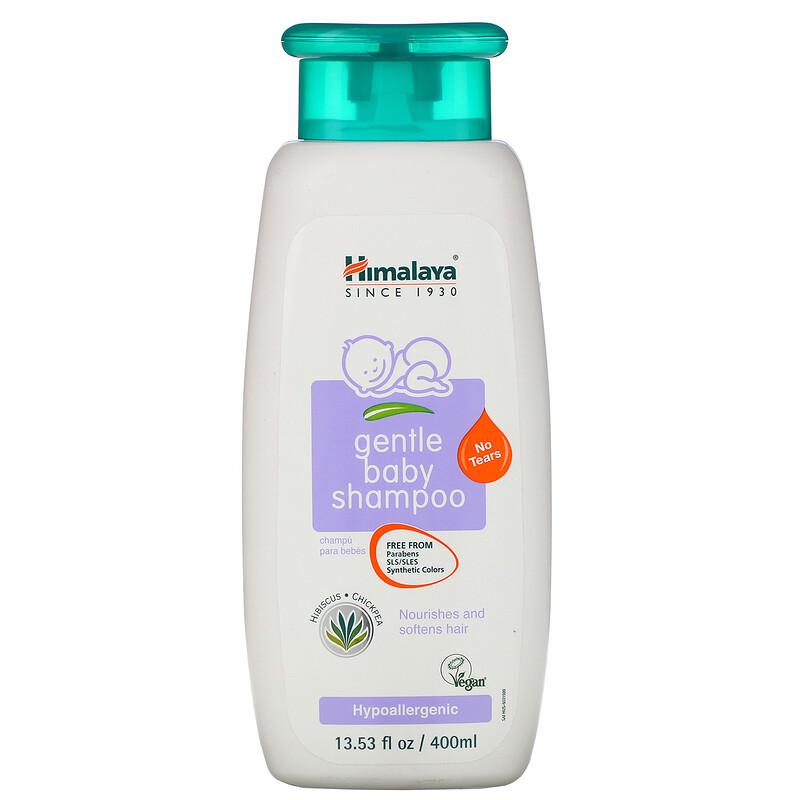 Himalaya®
SINCE 1930
gentle
baby
shampoo
No
Tears
champú
para bebés
FREE FROM
Parabens
SLS/SLES
Synthetic Colors
HIBISCUS • CHICKPEA
Nourishes and
softens hair
Vegan
Hypoallergenic
13.53 fl oz / 400ml